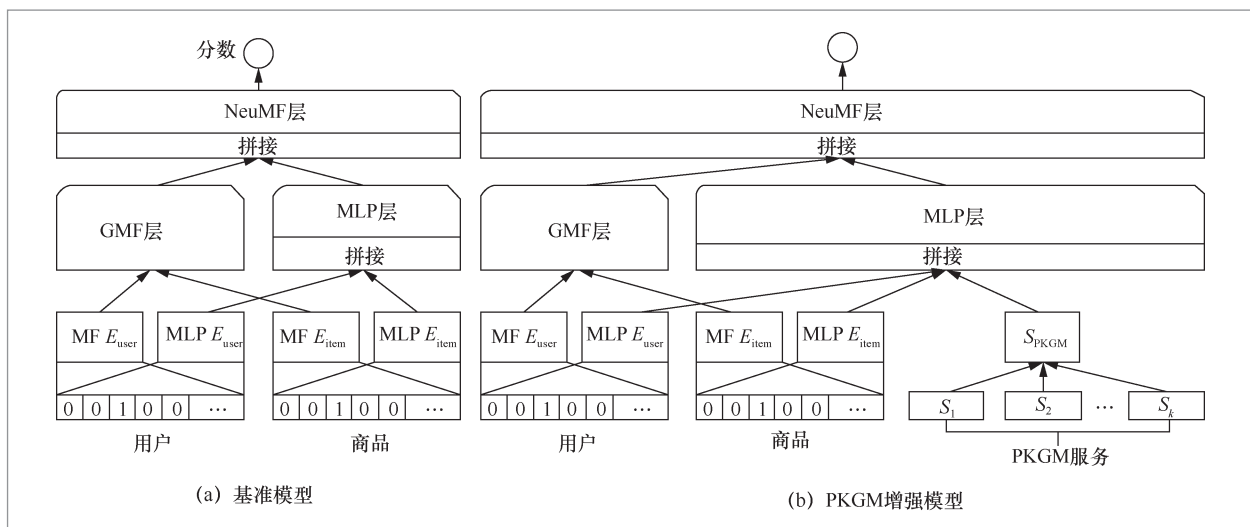 分数
NeuMF层
拼接
GMF层
MLP层
拼接
MF E_user
MLP E_user
MF E_item
MLP E_item
0 0 1 0 0 …
0 0 1 0 0 …
用户
商品
(a) 基准模型
NeuMF层
拼接
GMF层
MLP层
拼接
MF E_user
MLP E_user
MF E_item
MLP E_item
S_PKGM
0 0 1 0 0 …
0 0 1 0 0 …
S_1 S_2 … S_k
用户
商品
PKGM服务
(b) PKGM增强模型